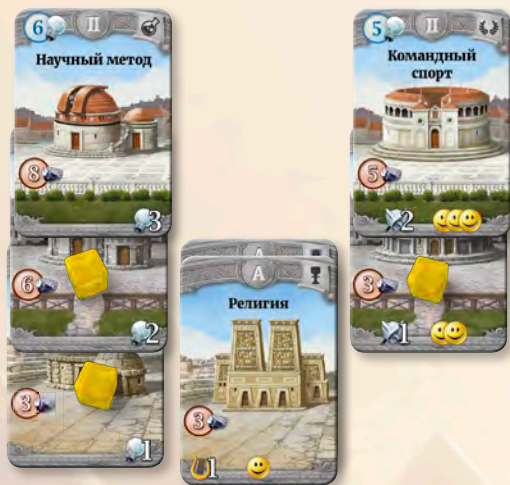 6 II
Научный метод
8
3
6
2
3
1
A
Религия
3
1
5 II
Командный
спорт
5
2
3
1